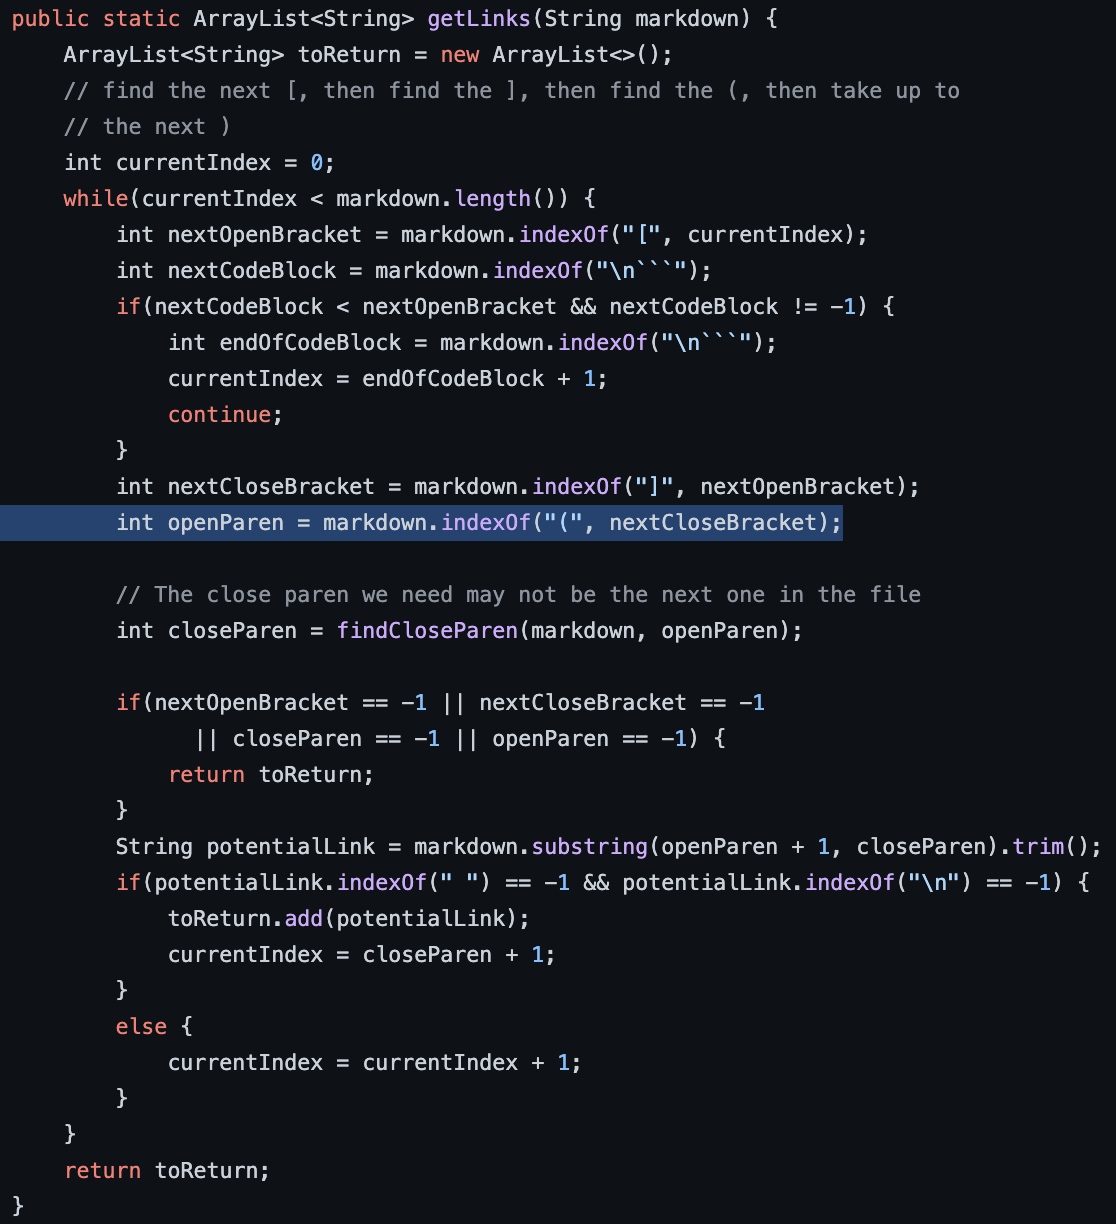 public static ArrayList<String> getLinks(String markdown) {
    ArrayList<String> toReturn = new ArrayList<>();
    // find the next [, then find the ], then find the (, then take up to
    // the next )
    int currentIndex = 0;
    while(currentIndex < markdown.length()) {
        int nextOpenBracket = markdown.indexOf("[", currentIndex);
        int nextCodeBlock = markdown.indexOf("\n```");
        if(nextCodeBlock < nextOpenBracket && nextCodeBlock != -1) {
            int endOfCodeBlock = markdown.indexOf("\n```");
            currentIndex = endOfCodeBlock + 1;
            continue;
        }
        int nextCloseBracket = markdown.indexOf("]", nextOpenBracket);
        int openParen = markdown.indexOf("(", nextCloseBracket);

        // The close paren we need may not be the next one in the file
        int closeParen = findCloseParen(markdown, openParen);

        if(nextOpenBracket == -1 || nextCloseBracket == -1
              || closeParen == -1 || openParen == -1) {
            return toReturn;
        }
        String potentialLink = markdown.substring(openParen + 1, closeParen).trim();
        if(potentialLink.indexOf(" ") == -1 && potentialLink.indexOf("\n") == -1) {
            toReturn.add(potentialLink);
            currentIndex = closeParen + 1;
        }
        else {
            currentIndex = currentIndex + 1;
        }
    }
    return toReturn;
}